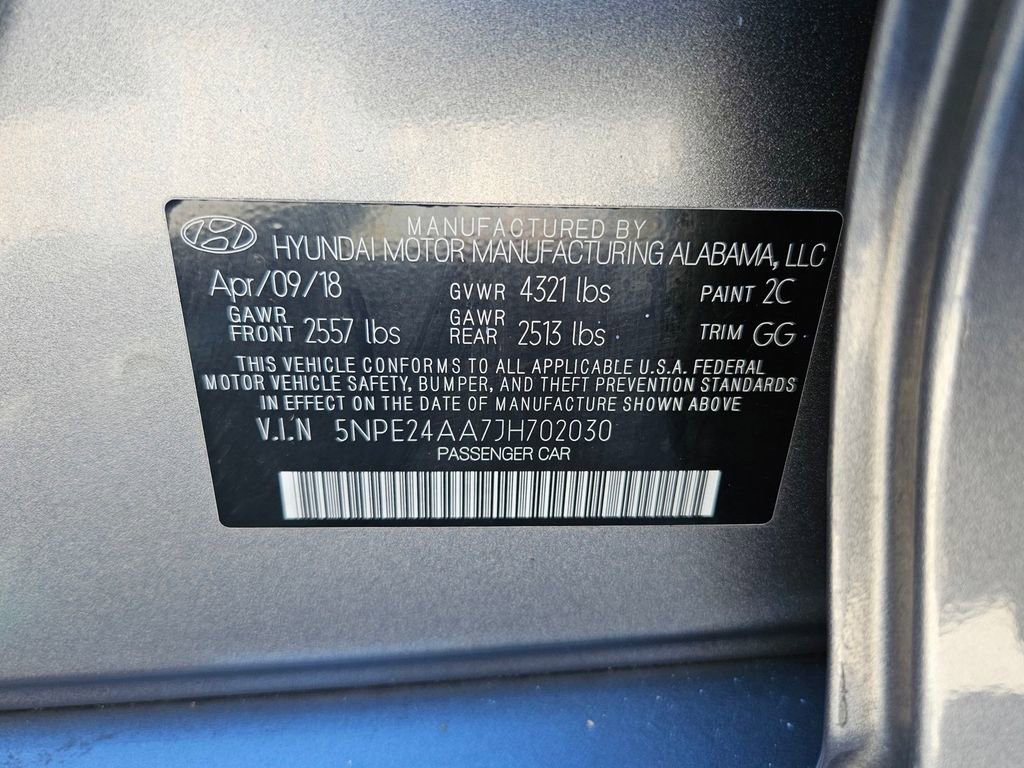 MANUFACTURED BY
HYUNDAI MOTOR MANUFACTURING ALABAMA, LLC
Apr/09/18 GVWR 4321 lbs PAINT 2C
GAWR FRONT 2557 lbs GAWR REAR 2513 lbs TRIM GG
THIS VEHICLE CONFORMS TO ALL APPLICABLE U.S.A. FEDERAL
MOTOR VEHICLE SAFETY, BUMPER, AND THEFT PREVENTION STANDARDS
IN EFFECT ON THE DATE OF MANUFACTURE SHOWN ABOVE
V.I.N 5NPE24AA7JH702030
PASSENGER CAR